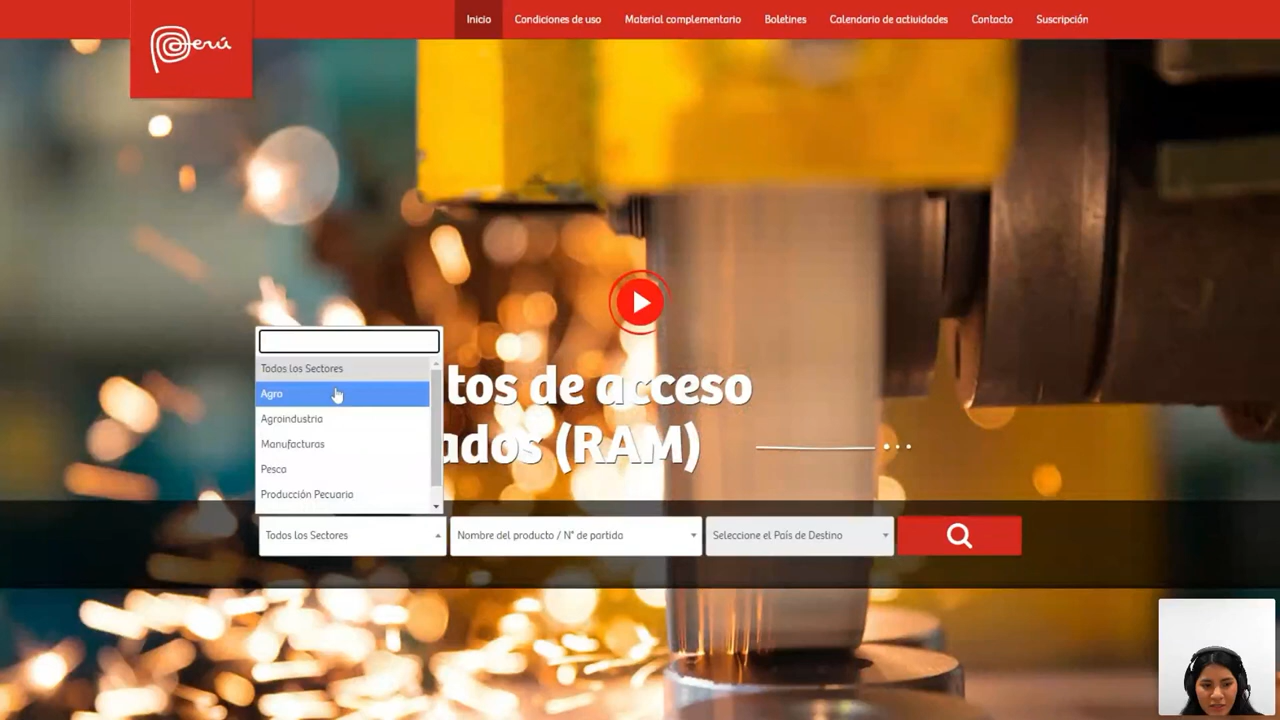 Perú
Inicio
Condiciones de uso
Material complementario
Boletines
Calendario de actividades
Contacto
Suscripción
Todos los Sectores
Agro
Agroindustria
Manufacturas
Pesca
Producción Pecuaria
tos de acceso
ados (RAM)
Todos los Sectores
Nombre del producto / N° de partida
Seleccione el País de Destino